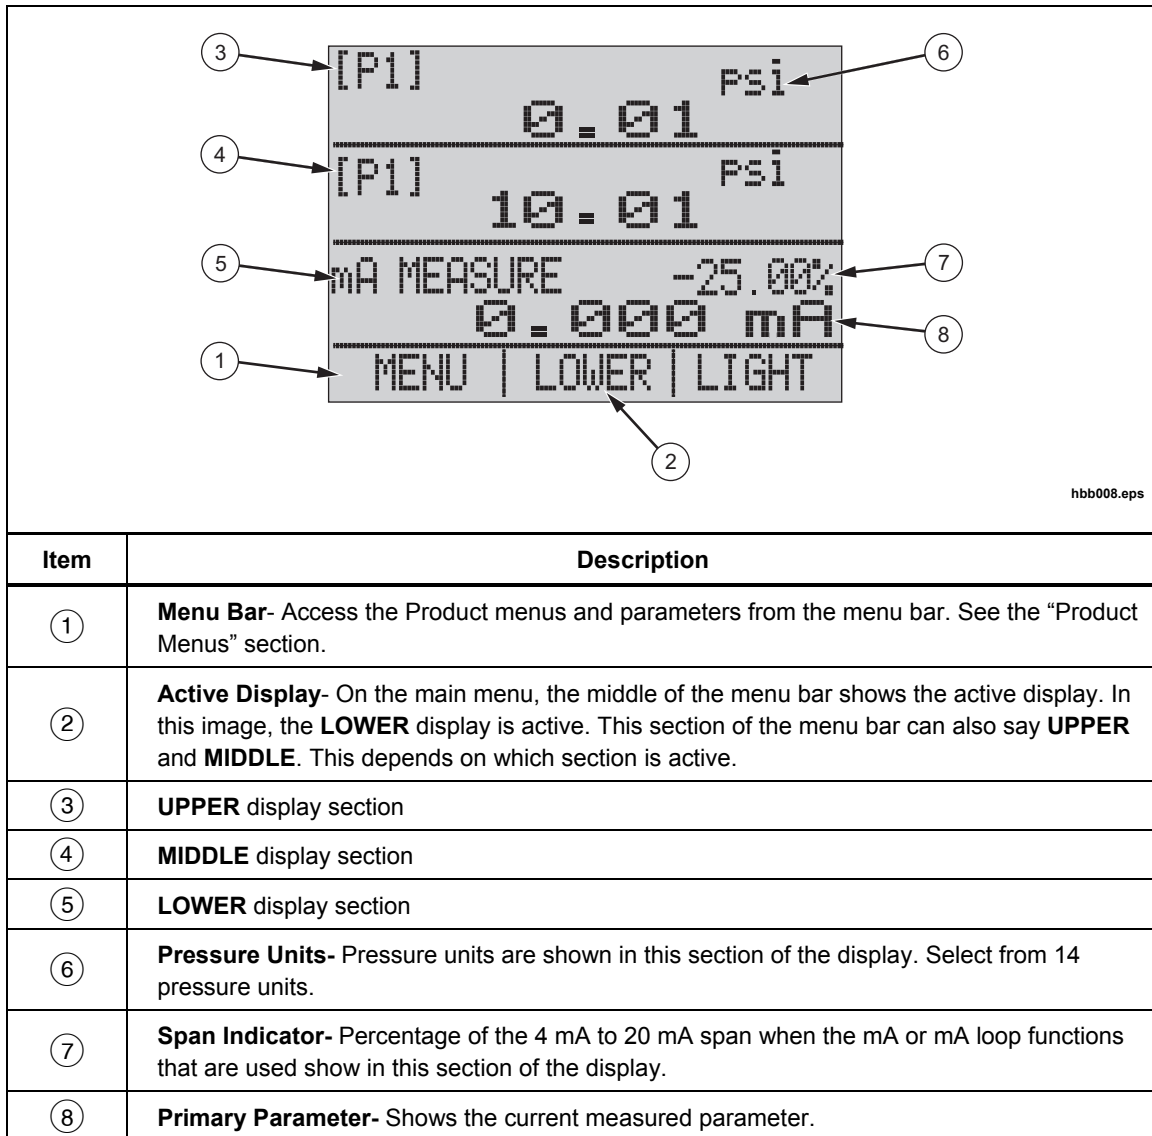 3
[P1]
psi
6
0.01
4
[P1]
psi
10.01
5
mA MEASURE -25.00%
7
0.000 mA
8
1
MENU | LOWER | LIGHT
2
hbb008.eps
Item Description
1 Menu Bar- Access the Product menus and parameters from the menu bar. See the “Product
Menus” section.
2 Active Display- On the main menu, the middle of the menu bar shows the active display. In
this image, the LOWER display is active. This section of the menu bar can also say UPPER
and MIDDLE. This depends on which section is active.
3 UPPER display section
4 MIDDLE display section
5 LOWER display section
6 Pressure Units- Pressure units are shown in this section of the display. Select from 14
pressure units.
7 Span Indicator- Percentage of the 4 mA to 20 mA span when the mA or mA loop functions
that are used show in this section of the display.
8 Primary Parameter- Shows the current measured parameter.